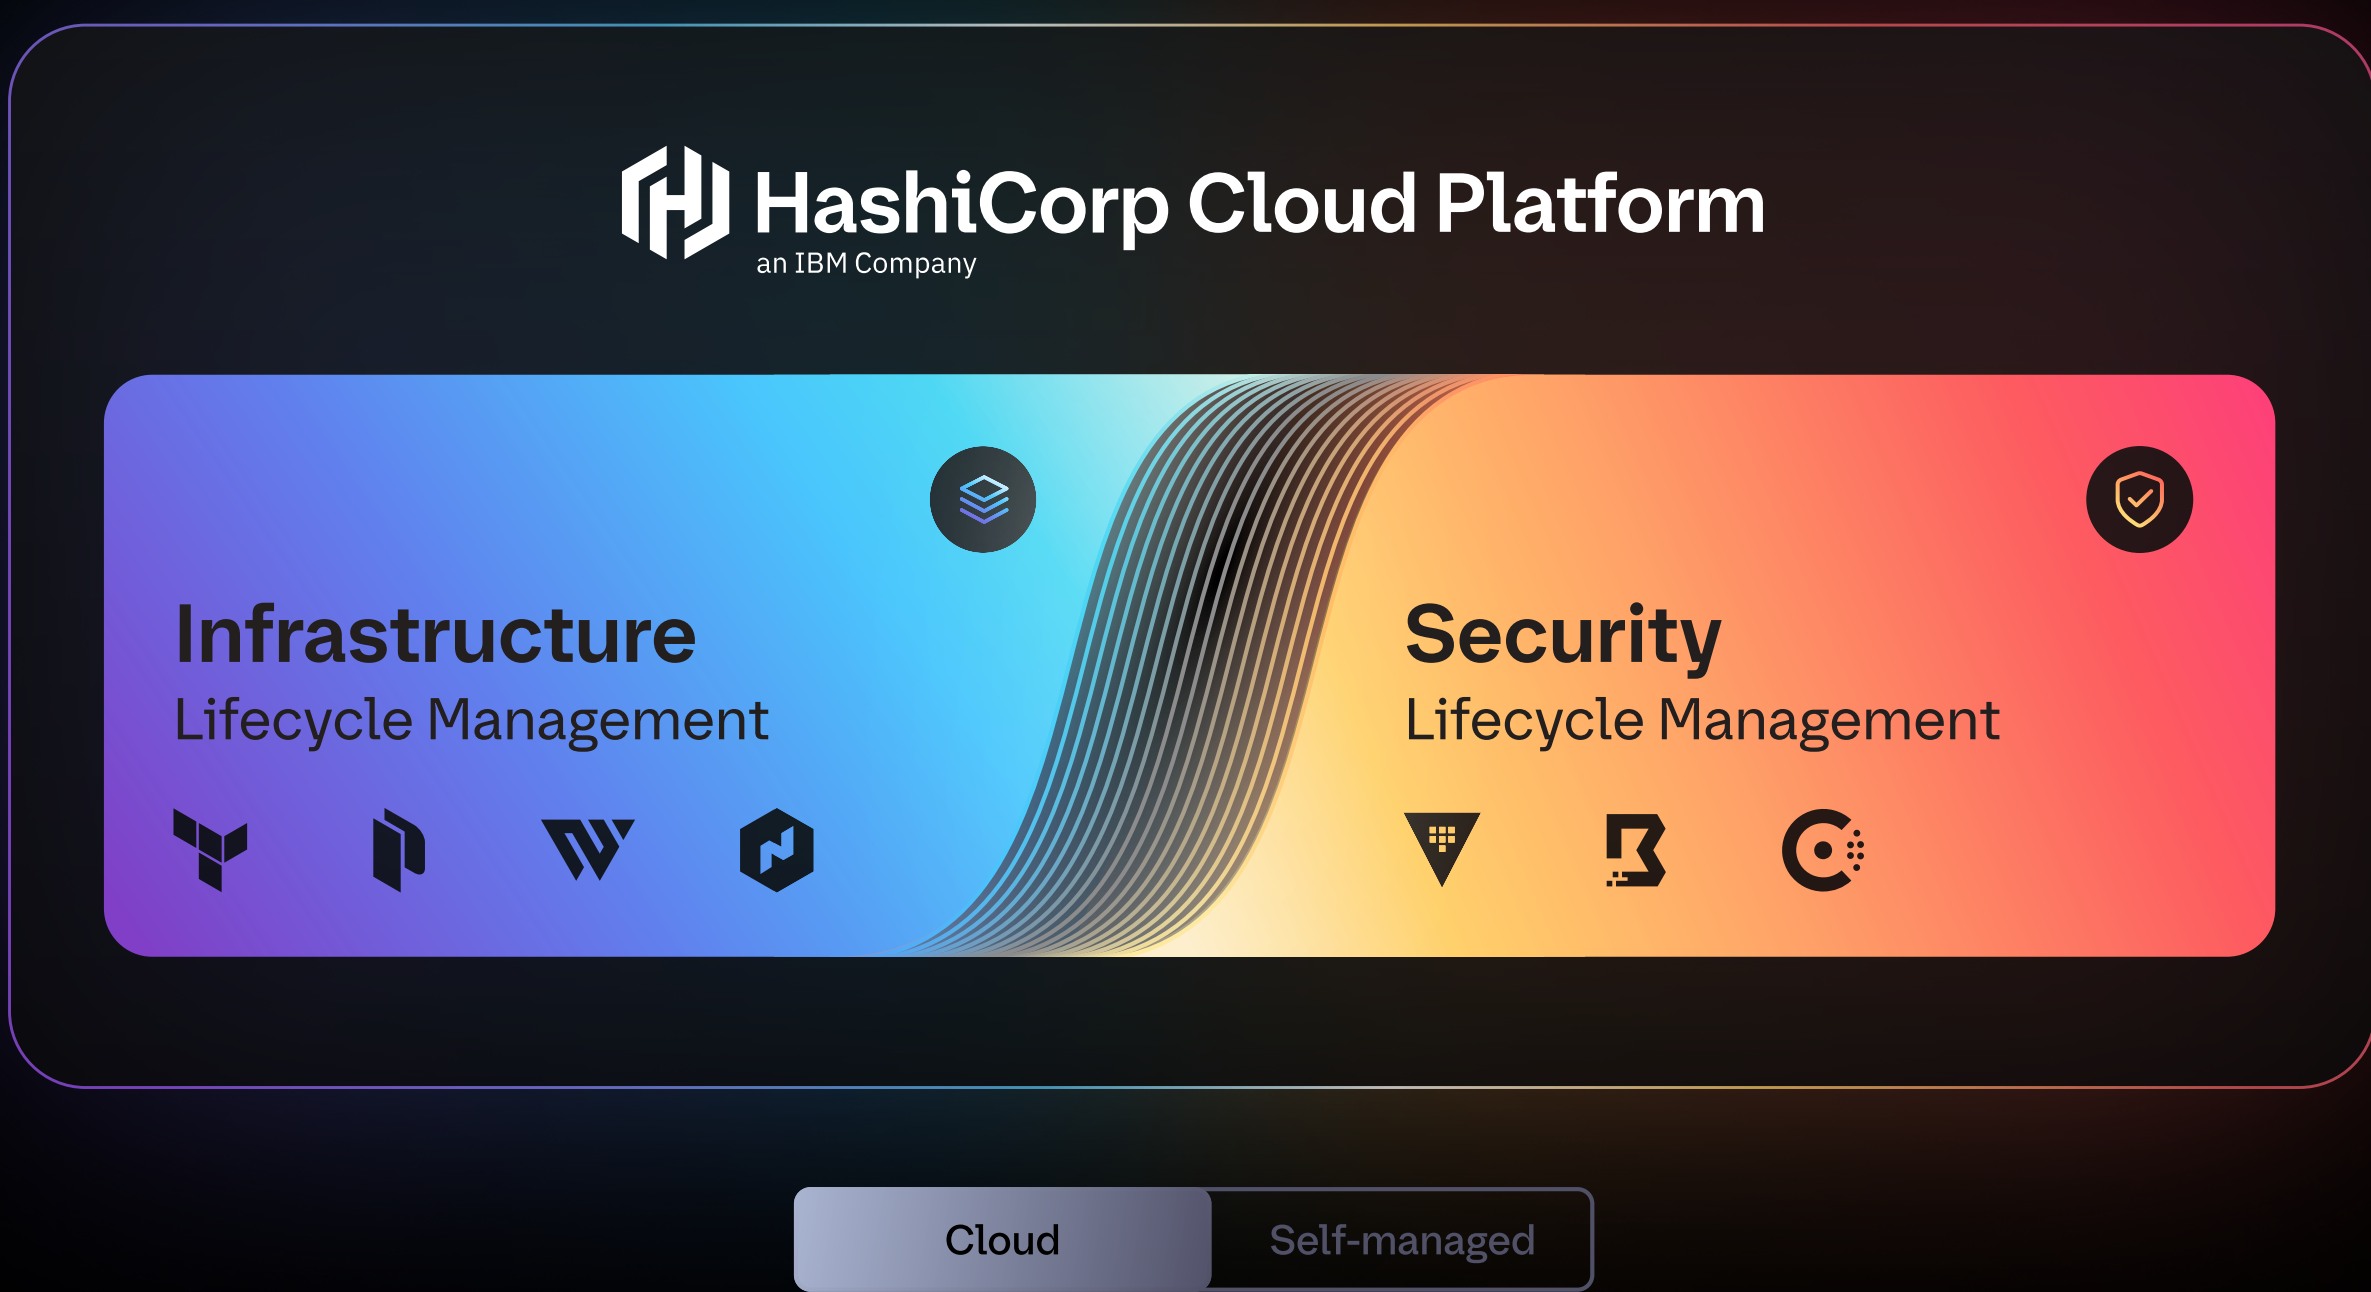 HashiCorp Cloud Platform
an IBM Company
Infrastructure
Lifecycle Management
Security
Lifecycle Management
Cloud
Self-managed